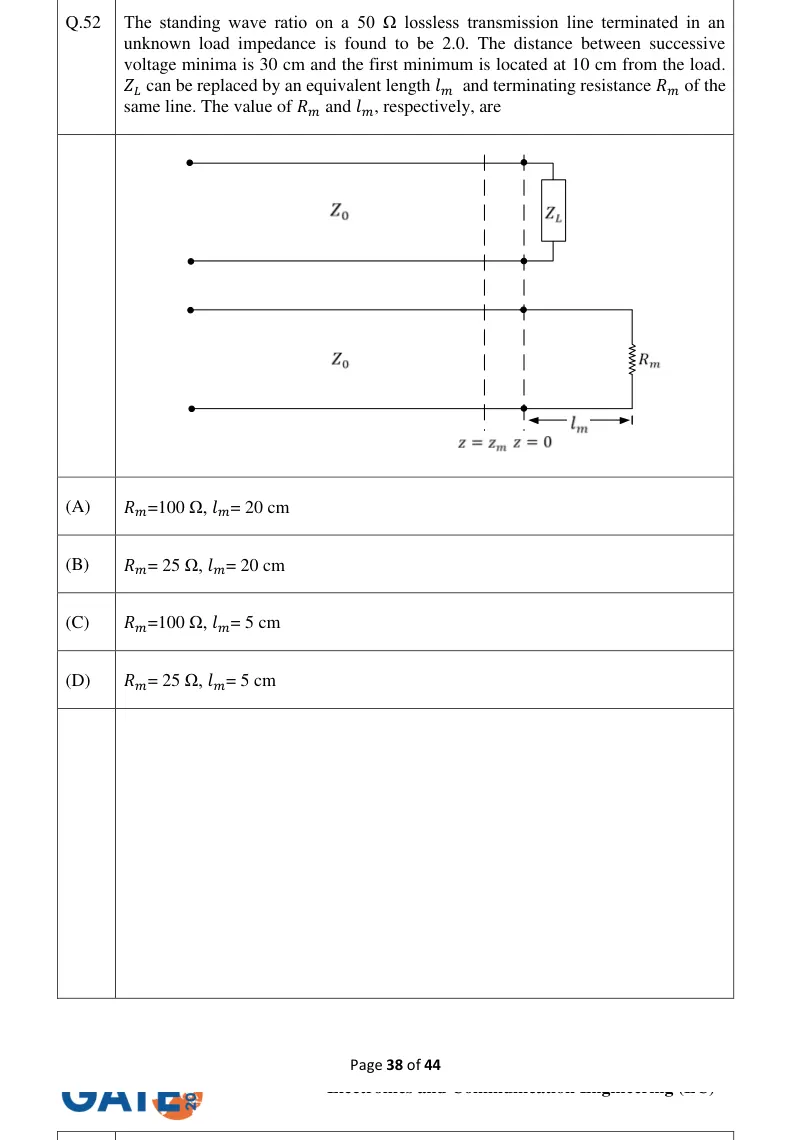 Q.52 The standing wave ratio on a 50 Ω lossless transmission line terminated in an
unknown load impedance is found to be 2.0. The distance between successive
voltage minima is 30 cm and the first minimum is located at 10 cm from the load.
Z_L can be replaced by an equivalent length l_m and terminating resistance R_m of the
same line. The value of R_m and l_m, respectively, are
Z_0
Z_L
Z_0
R_m
l_m
z = z_m z = 0
(A) R_m=100 Ω, l_m= 20 cm
(B) R_m= 25 Ω, l_m= 20 cm
(C) R_m=100 Ω, l_m= 5 cm
(D) R_m= 25 Ω, l_m= 5 cm
Page 38 of 44
GATE 20